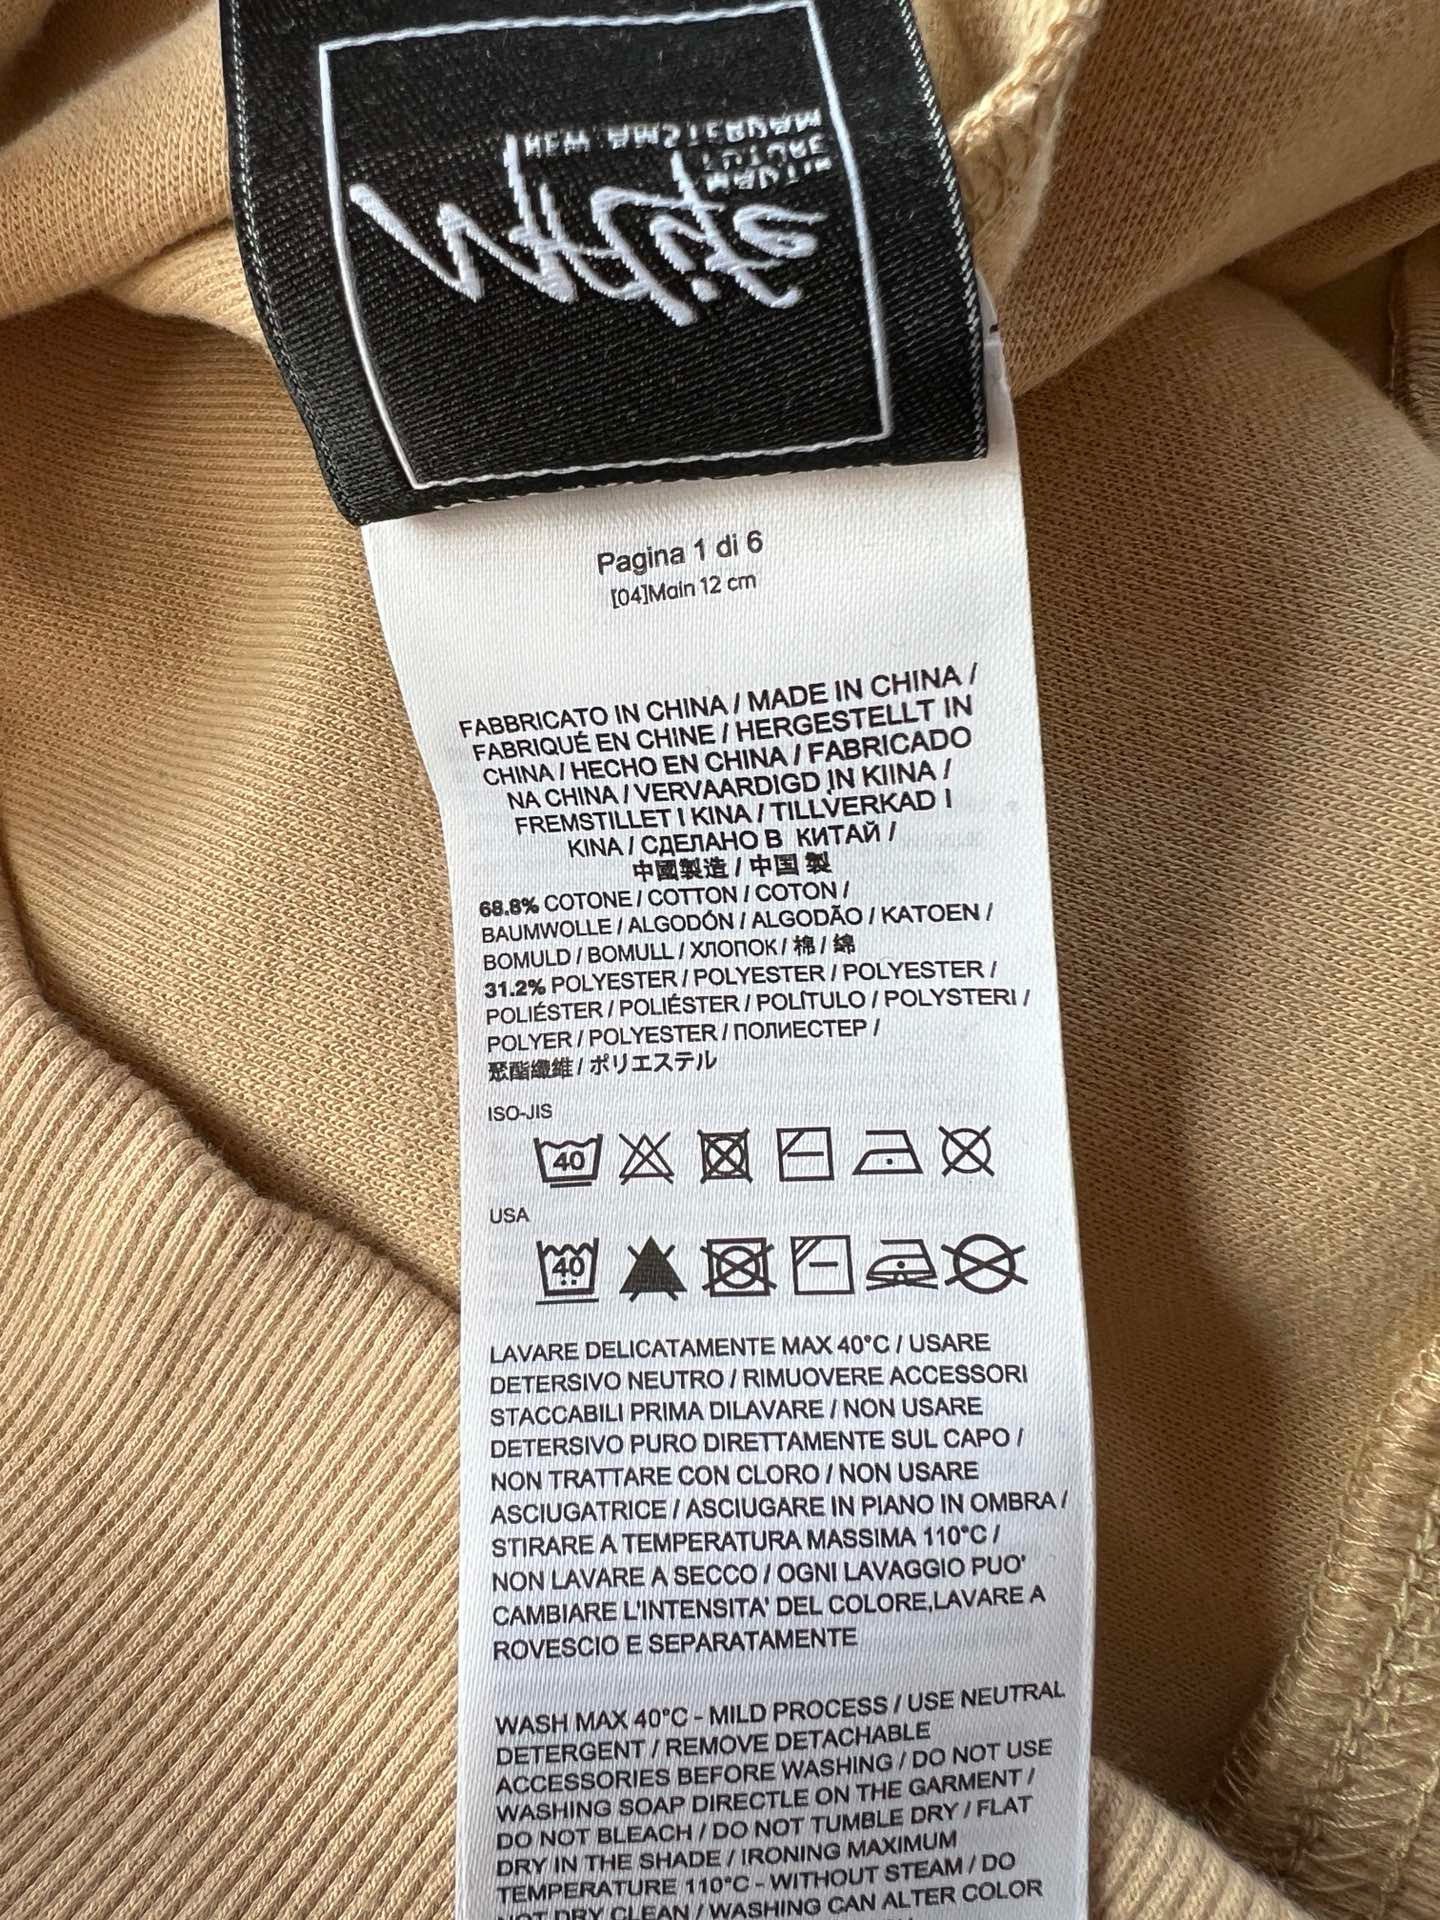 Pagina 1 di 6
[04]Main 12 cm
FABBRICATO IN CHINA / MADE IN CHINA /
FABRIQUÉ EN CHINE / HERGESTELLT IN
CHINA / HECHO EN CHINA / FABRICADO
NA CHINA / VERVAARDIGD IN KIINA /
FREMSTILLET I KINA / TILLVERKAD I
KINA / СДЕЛАНО В КИТАЙ /
中國製造 / 中国 製
68.8% COTONE / COTTON / COTON /
BAUMWOLLE / ALGODÓN / ALGODÃO / KATOEN /
BOMULD / BOMULL / ХЛОПОК / 棉 / 綿
31.2% POLYESTER / POLYESTER / POLYESTER /
POLIÉSTER / POLIÉSTER / POLÍTULO / POLYSTERI /
POLYER / POLYESTER / ПОЛИЕСТЕР /
聚酯纖維 / ポリエステル
ISO-JIS
40
USA
40
LAVARE DELICATAMENTE MAX 40°C / USARE
DETERSIVO NEUTRO / RIMUOVERE ACCESSORI
STACCABILI PRIMA DILAVARE / NON USARE
DETERSIVO PURO DIRETTAMENTE SUL CAPO /
NON TRATTARE CON CLORO / NON USARE
ASCIUGATRICE / ASCIUGARE IN PIANO IN OMBRA /
STIRARE A TEMPERATURA MASSIMA 110°C /
NON LAVARE A SECCO / OGNI LAVAGGIO PUO'
CAMBIARE L'INTENSITA' DEL COLORE,LAVARE A
ROVESCIO E SEPARATAMENTE
WASH MAX 40°C - MILD PROCESS / USE NEUTRAL
DETERGENT / REMOVE DETACHABLE
ACCESSORIES BEFORE WASHING / DO NOT USE
WASHING SOAP DIRECTLE ON THE GARMENT /
DO NOT BLEACH / DO NOT TUMBLE DRY / FLAT
DRY IN THE SHADE / IRONING MAXIMUM
TEMPERATURE 110°C - WITHOUT STEAM / DO
NOT DRY CLEAN / WASHING CAN ALTER COLOR